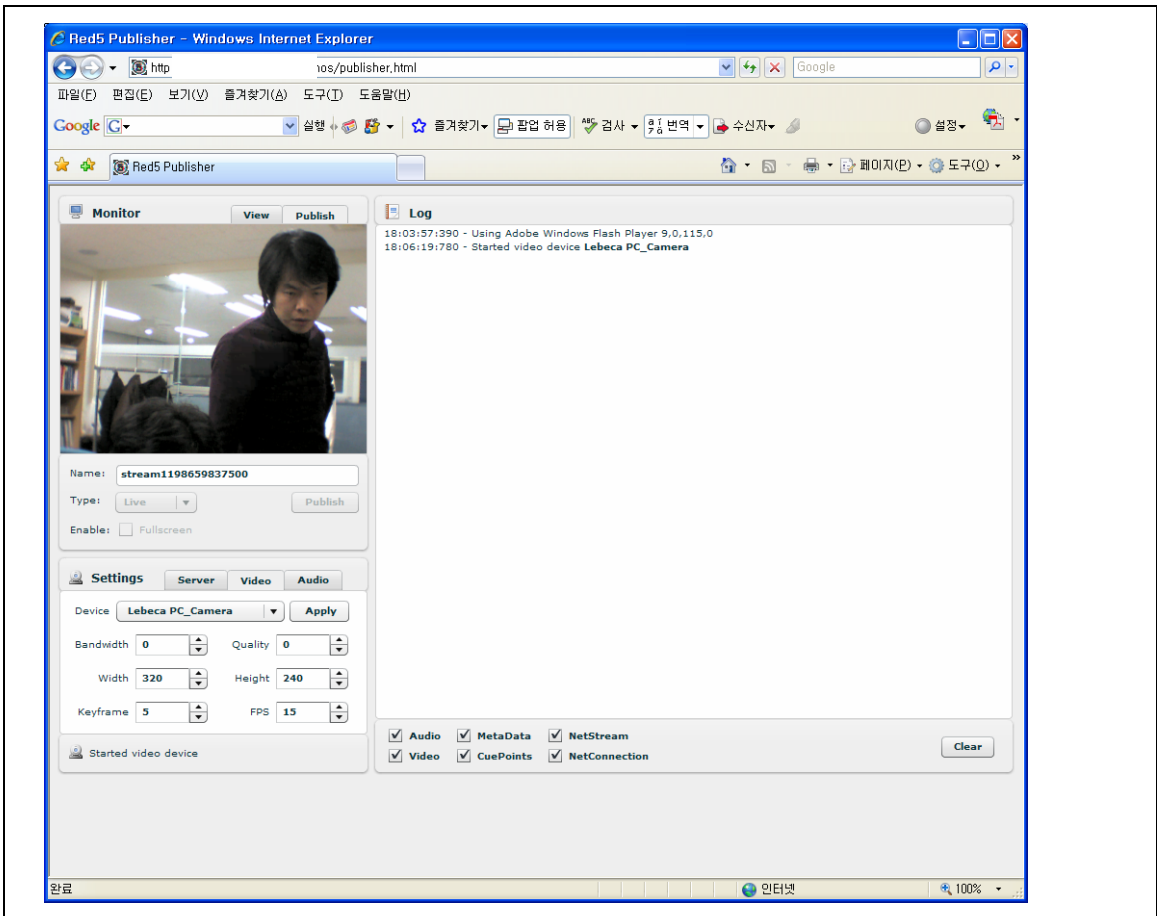 Red5 Publisher - Windows Internet Explorer
http nos/publisher.html Google
파일(F) 편집(E) 보기(V) 즐겨찾기(A) 도구(T) 도움말(H)
Google G 실행 즐겨찾기 팝업 허용 ABC 검사 번역 수신자 설정
Red5 Publisher 페이지(P) 도구(O) »
Monitor View Publish
Name: stream1198659837500
Type: Live Publish
Enable: Fullscreen
Settings Server Video Audio
Device Lebeca PC_Camera Apply
Bandwidth 0 Quality 0
Width 320 Height 240
Keyframe 5 FPS 15
Started video device
Log
18:03:57:390 - Using Adobe Windows Flash Player 9,0,115,0
18:06:19:780 - Started video device Lebeca PC_Camera
Audio MetaData NetStream
Video CuePoints NetConnection
Clear
완료 인터넷 100%